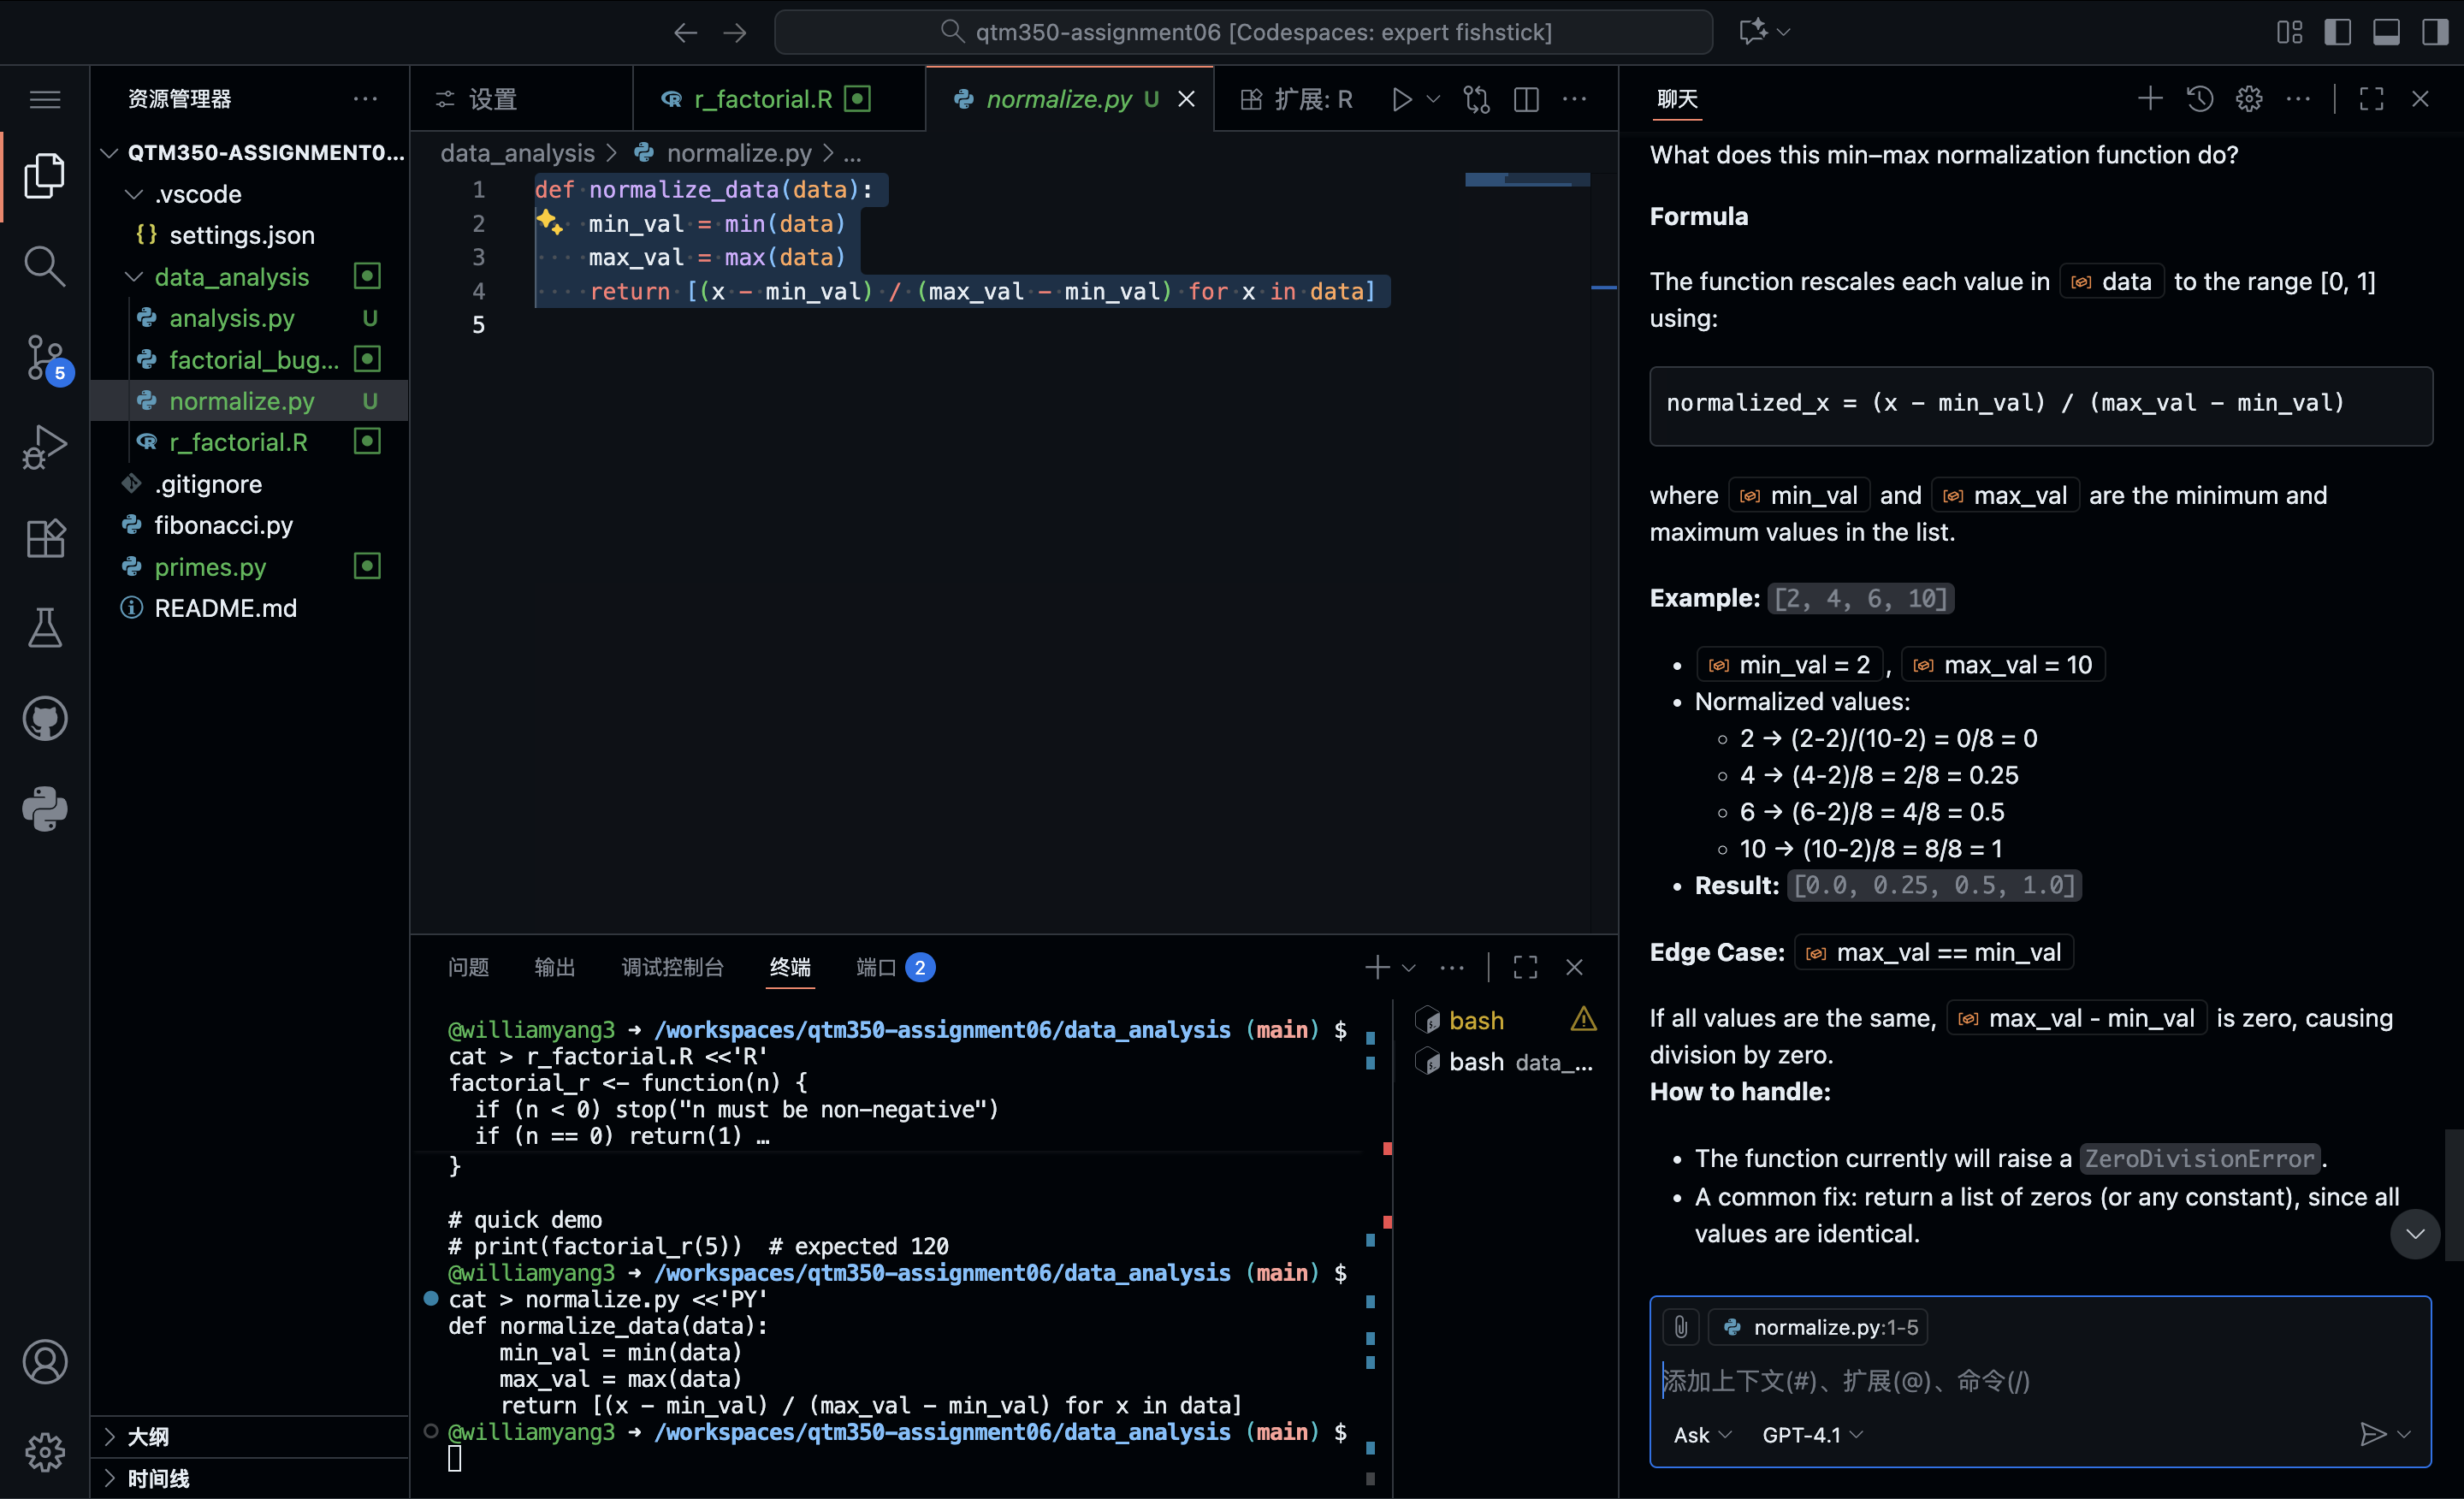 qtm350-assignment06 [Codespaces: expert fishstick]
资源管理器
QTM350-ASSIGNMENT0...
.vscode
{} settings.json
data_analysis
analysis.py U
factorial_bug...
normalize.py U
r_factorial.R
.gitignore
fibonacci.py
primes.py
README.md
大纲
时间线
5
设置
r_factorial.R
normalize.py U
扩展: R
data_analysis > normalize.py > ...
1 def normalize_data(data):
2 min_val = min(data)
3 max_val = max(data)
4 return [(x - min_val) / (max_val - min_val) for x in data]
5
问题 输出 调试控制台 终端 端口 2
@williamyang3 ➜ /workspaces/qtm350-assignment06/data_analysis (main) $
cat > r_factorial.R <<'R'
factorial_r <- function(n) {
if (n < 0) stop("n must be non-negative")
if (n == 0) return(1) …
}
# quick demo
# print(factorial_r(5)) # expected 120
@williamyang3 ➜ /workspaces/qtm350-assignment06/data_analysis (main) $
cat > normalize.py <<'PY'
def normalize_data(data):
min_val = min(data)
max_val = max(data)
return [(x - min_val) / (max_val - min_val) for x in data]
@williamyang3 ➜ /workspaces/qtm350-assignment06/data_analysis (main) $
bash
bash data_...
聊天
What does this min–max normalization function do?
Formula
The function rescales each value in data to the range [0, 1]
using:
normalized_x = (x - min_val) / (max_val - min_val)
where min_val and max_val are the minimum and
maximum values in the list.
Example: [2, 4, 6, 10]
• min_val = 2 , max_val = 10
• Normalized values:
◦ 2 → (2-2)/(10-2) = 0/8 = 0
◦ 4 → (4-2)/8 = 2/8 = 0.25
◦ 6 → (6-2)/8 = 4/8 = 0.5
◦ 10 → (10-2)/8 = 8/8 = 1
• Result: [0.0, 0.25, 0.5, 1.0]
Edge Case: max_val == min_val
If all values are the same, max_val - min_val is zero, causing
division by zero.
How to handle:
• The function currently will raise a ZeroDivisionError.
• A common fix: return a list of zeros (or any constant), since all
values are identical.
normalize.py:1-5
添加上下文(#)、扩展(@)、命令(/)
Ask GPT-4.1